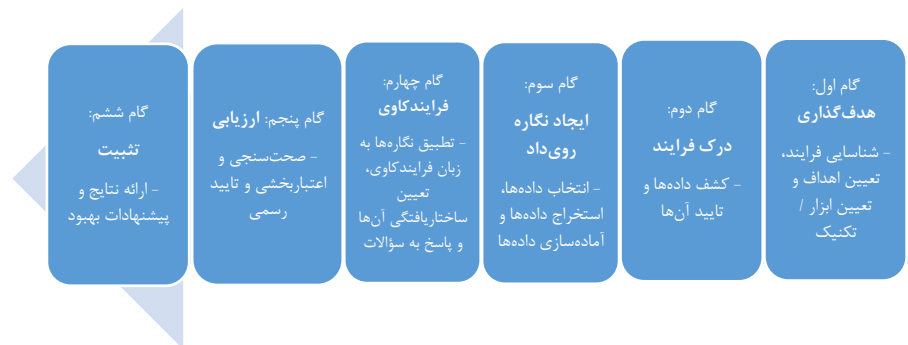 گام اول:
هدف‌گذاری
- شناسایی فرایند،
تعیین اهداف و
تعیین ابزار /
تکنیک
گام دوم:
درک فرایند
- کشف داده‌ها و
تایید آن‌ها
گام سوم:
ایجاد نگاره
روی‌داد
- انتخاب داده‌ها،
استخراج داده‌ها و
آماده‌سازی داده‌ها
گام چهارم:
فرایندکاوی
- تطبیق نگاره‌ها به
زبان فرایندکاوی،
تعیین
ساختاریافتگی آن‌ها
و پاسخ به سؤالات
گام پنجم: ارزیابی
- صحت‌سنجی و
اعتباربخشی و تایید
رسمی
گام ششم:
تثبیت
- ارائه نتایج و
پیشنهادات بهبود